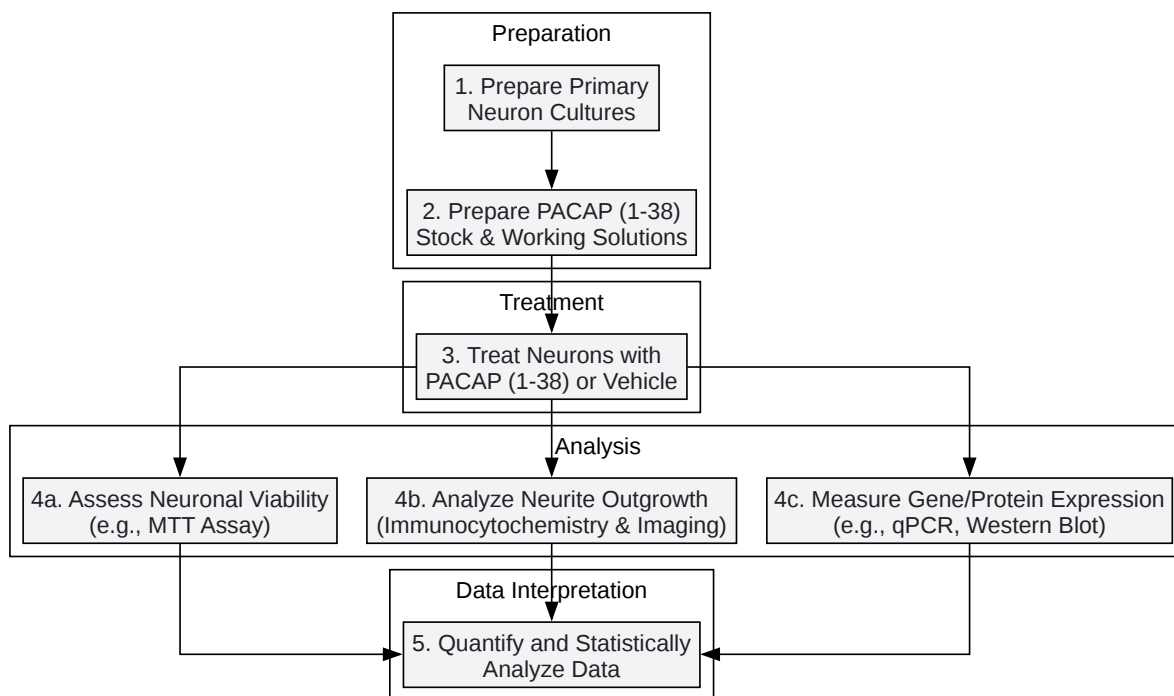 Preparation
1. Prepare Primary
Neuron Cultures
2. Prepare PACAP (1-38)
Stock & Working Solutions
Treatment
3. Treat Neurons with
PACAP (1-38) or Vehicle
Analysis
4a. Assess Neuronal Viability
(e.g., MTT Assay)
4b. Analyze Neurite Outgrowth
(Immunocytochemistry & Imaging)
4c. Measure Gene/Protein Expression
(e.g., qPCR, Western Blot)
Data Interpretation
5. Quantify and Statistically
Analyze Data